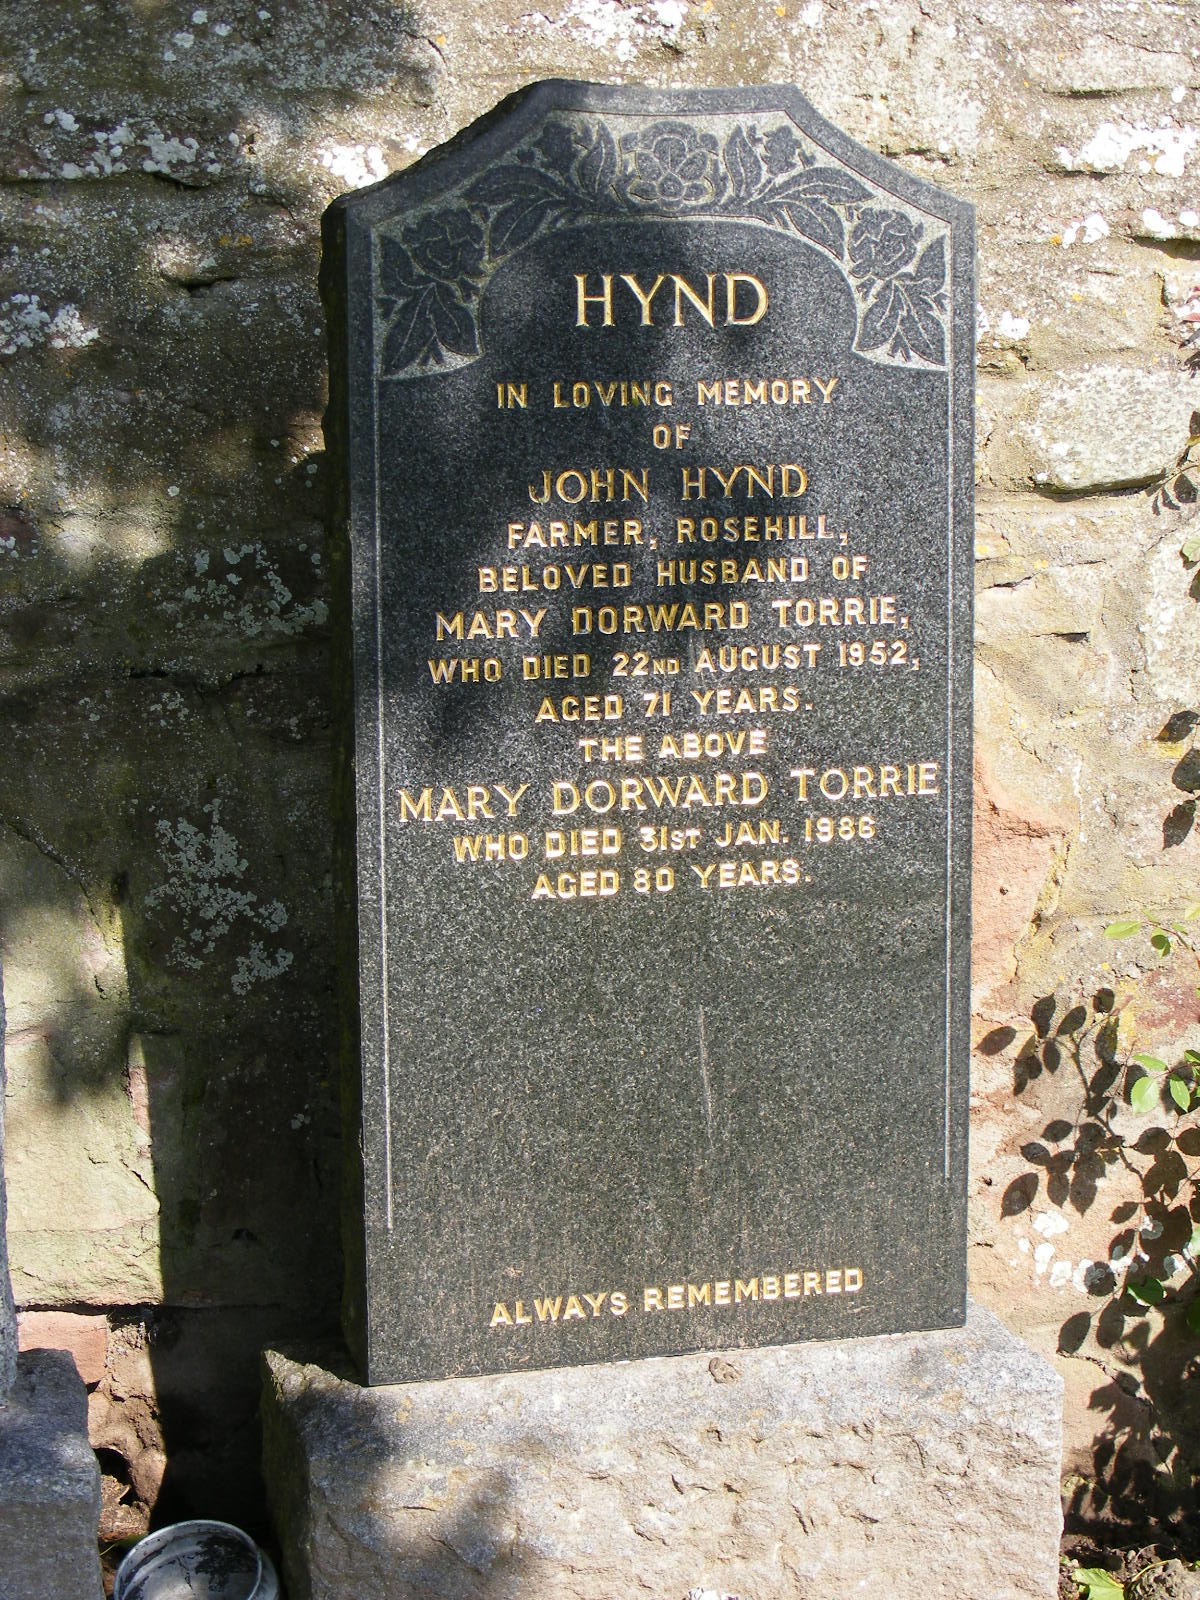 HYND
IN LOVING MEMORY
OF
JOHN HYND
FARMER, ROSEHILL,
BELOVED HUSBAND OF
MARY DORWARD TORRIE,
WHO DIED 22ND AUGUST 1952,
AGED 71 YEARS.
THE ABOVE
MARY DORWARD TORRIE
WHO DIED 31ST JAN. 1986
AGED 80 YEARS.
ALWAYS REMEMBERED